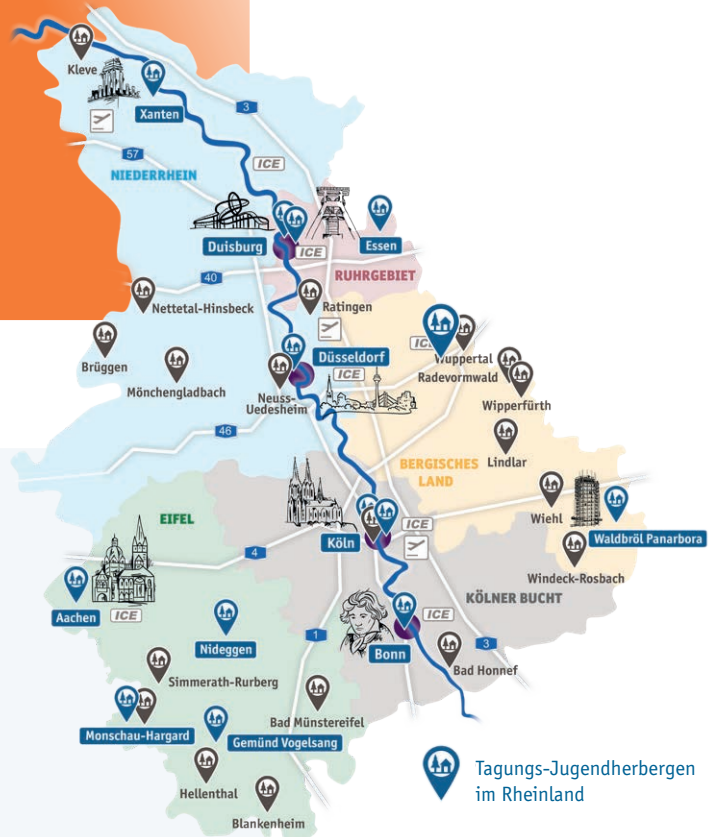 Kleve
Xanten
3
57
ICE
NIEDERRHEIN
Duisburg
ICE
Essen
RUHRGEBIET
40
Nettetal-Hinsbeck
Ratingen
Brüggen
Mönchengladbach
Düsseldorf
ICE
Neuss-
Uedesheim
ICE
Wuppertal
Radevormwald
Wipperfürth
46
Lindlar
BERGISCHES
LAND
EIFEL
Köln
ICE
Wiehl
Waldbröl Panarbora
4
Windeck-Rosbach
KÖLNER BUCHT
Aachen
ICE
Nideggen
1
Bonn
ICE
3
Bad Honnef
Simmerath-Rurberg
Monschau-Hargard
Gemünd Vogelsang
Bad Münstereifel
Hellenthal
Blankenheim
Tagungs-Jugendherbergen
im Rheinland